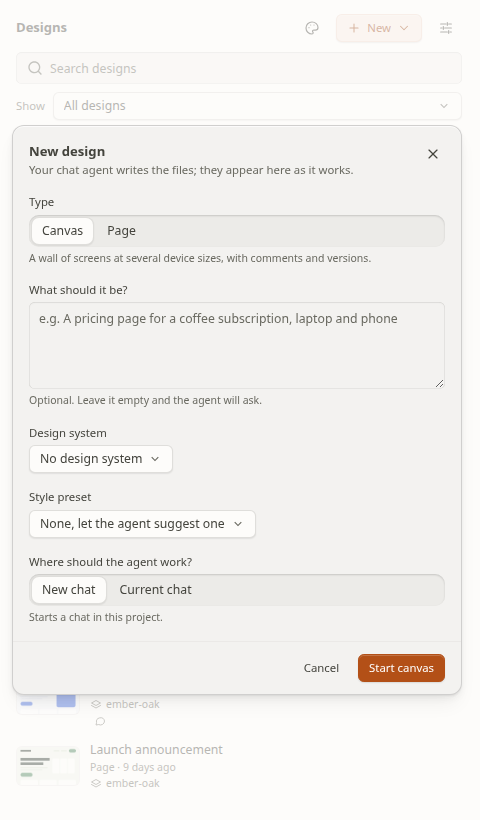 Designs
New
Search designs
Show
All designs
New design
Your chat agent writes the files; they appear here as it works.
Type
Canvas
Page
A wall of screens at several device sizes, with comments and versions.
What should it be?
e.g. A pricing page for a coffee subscription, laptop and phone
Optional. Leave it empty and the agent will ask.
Design system
No design system
Style preset
None, let the agent suggest one
Where should the agent work?
New chat
Current chat
Starts a chat in this project.
Cancel
Start canvas
ember-oak
Launch announcement
Page · 9 days ago
ember-oak